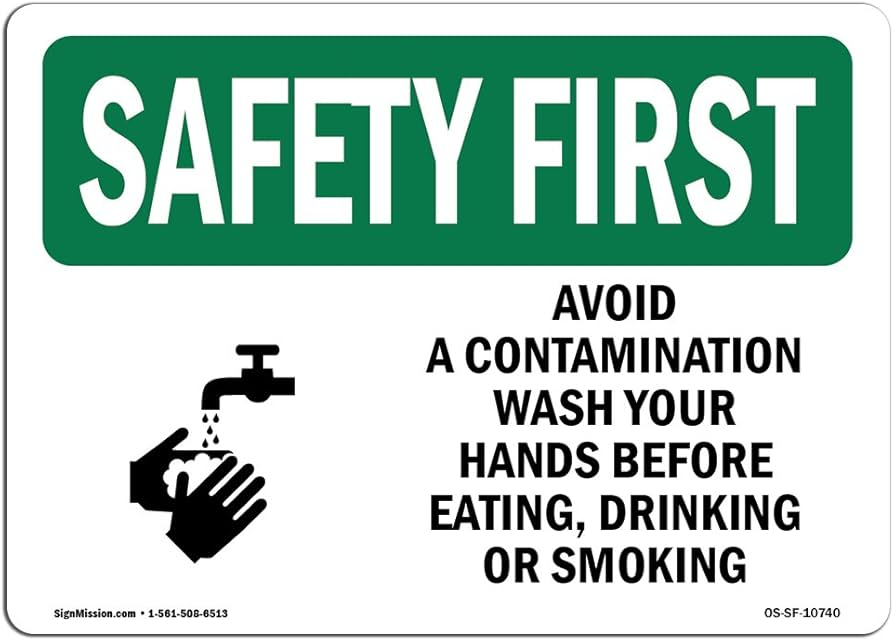 SAFETY FIRST
AVOID
A CONTAMINATION
WASH YOUR
HANDS BEFORE
EATING, DRINKING
OR SMOKING
SignMission.com • 1-561-508-6513
OS-SF-10740